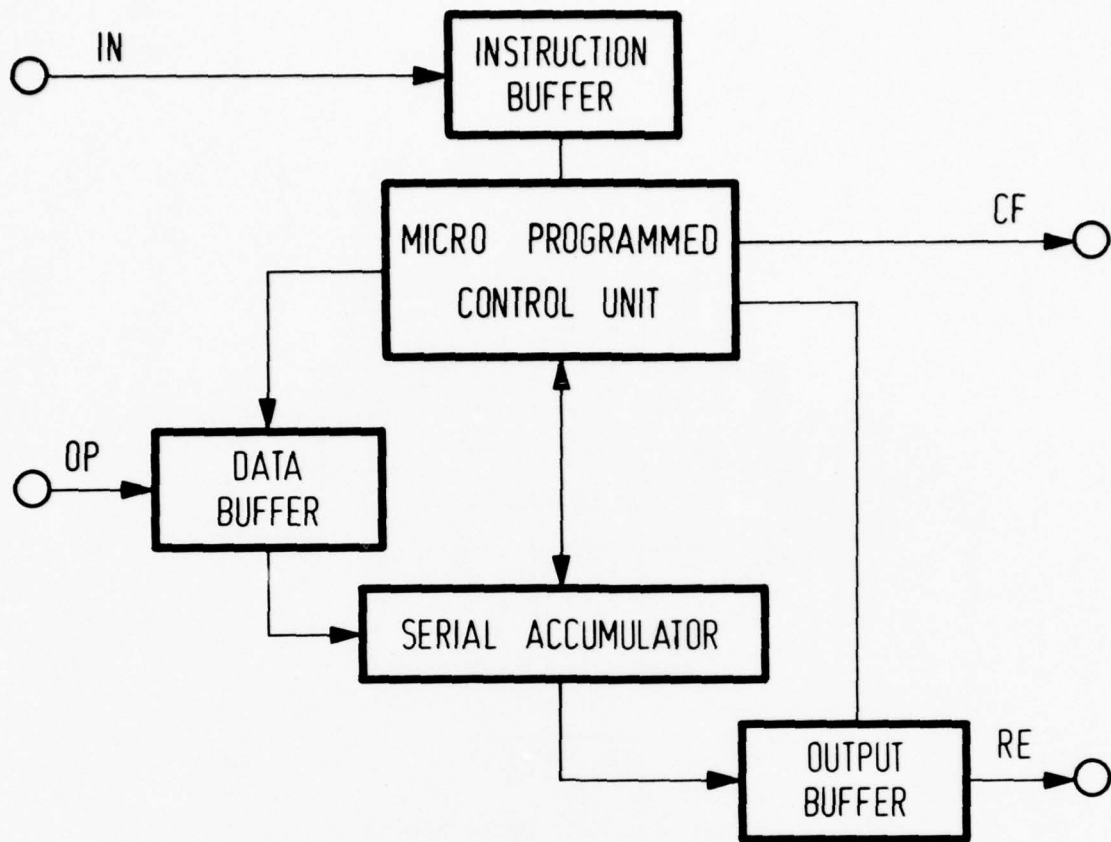 IN
INSTRUCTION
BUFFER
MICRO PROGRAMMED
CONTROL UNIT
CF
OP
DATA
BUFFER
SERIAL ACCUMULATOR
OUTPUT
BUFFER
RE